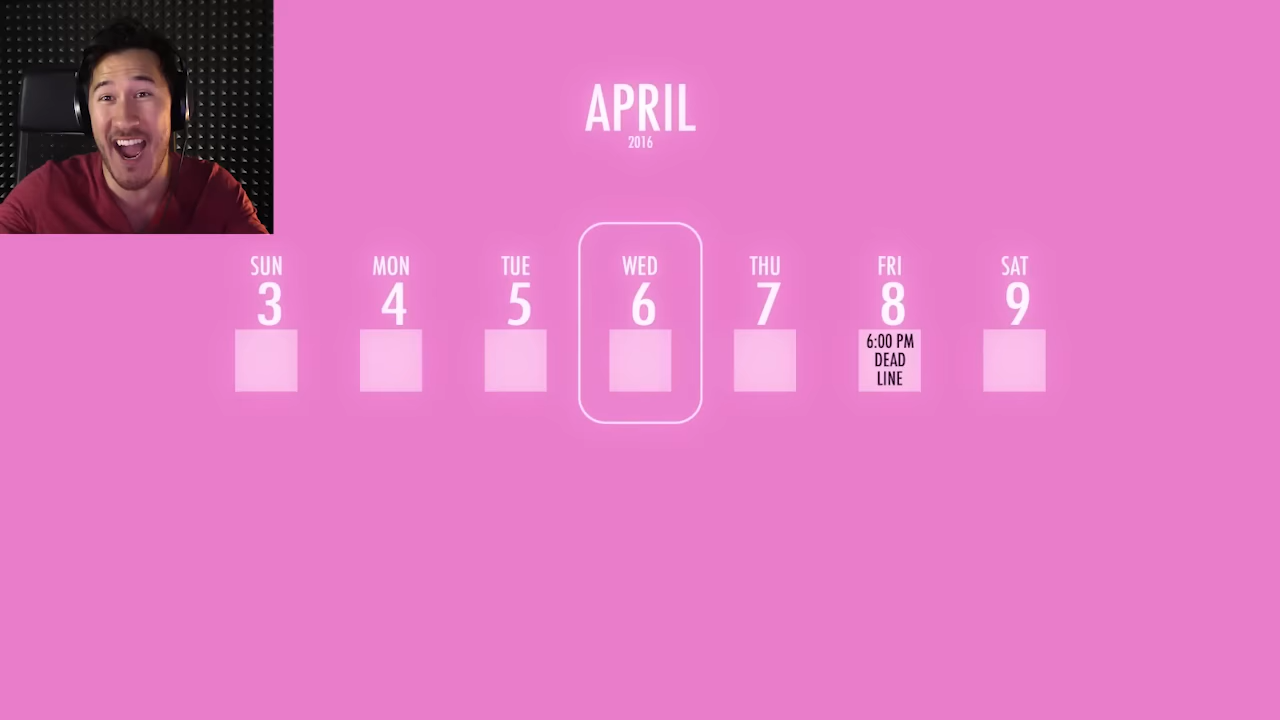 APRIL
2016
SUN MON TUE WED THU FRI SAT
3 4 5 6 7 8 9
6:00 PM
DEAD
LINE